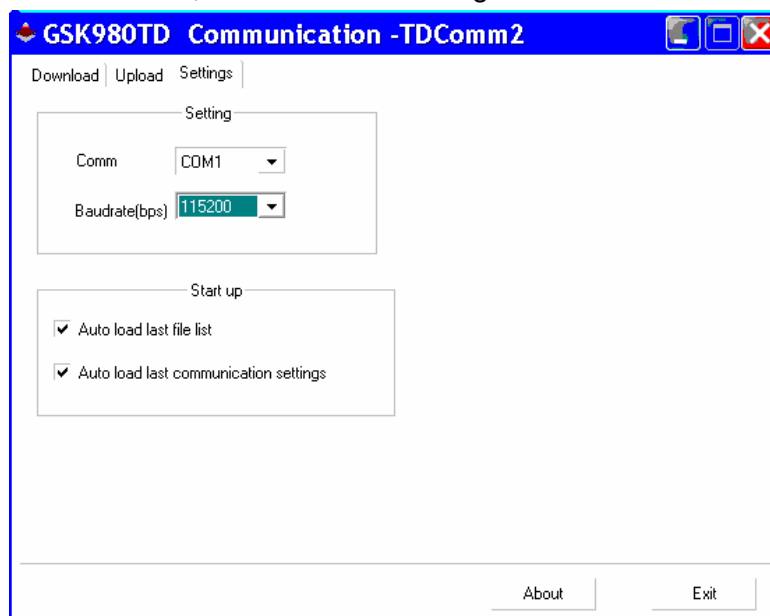 GSK980TD Communication -TDComm2
Download Upload Settings
Setting
Comm COM1
Baudrate(bps) 115200
Start up
Auto load last file list
Auto load last communication settings
About Exit